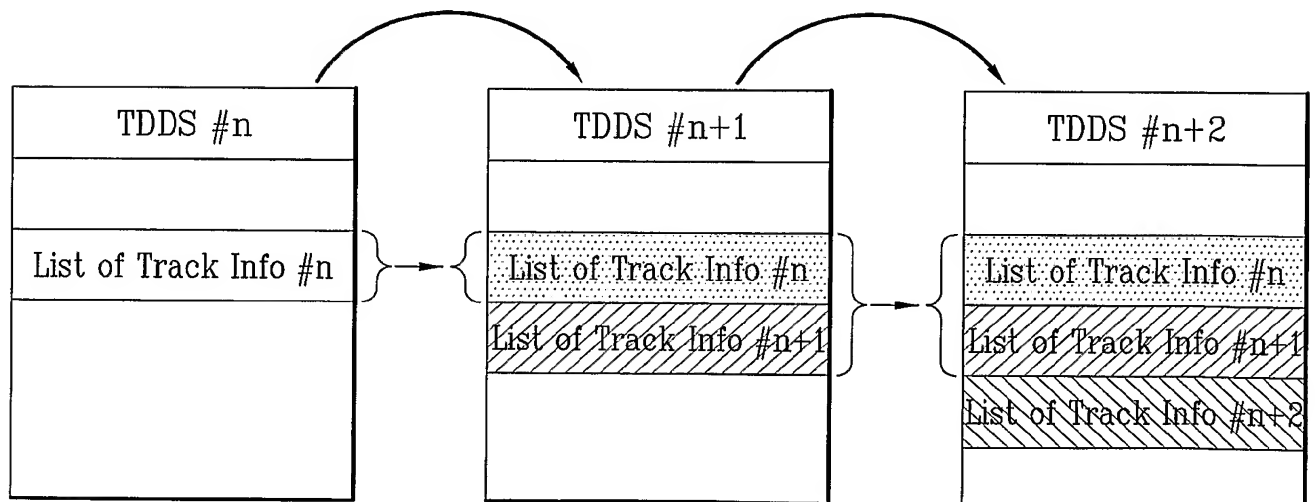 TDDS #n
List of Track Info #n
TDDS #n+1
List of Track Info #n
List of Track Info #n+1
TDDS #n+2
List of Track Info #n
List of Track Info #n+1
List of Track Info #n+2